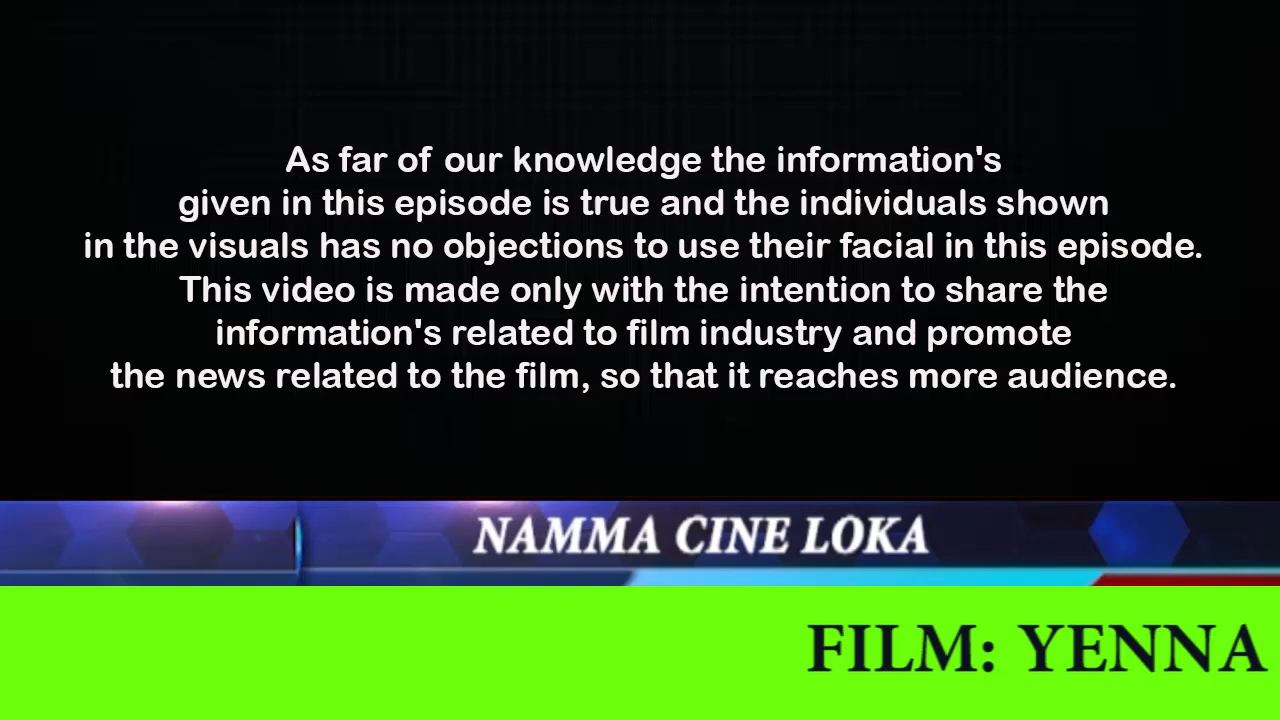 As far of our knowledge the information's
given in this episode is true and the individuals shown
in the visuals has no objections to use their facial in this episode.
This video is made only with the intention to share the
information's related to film industry and promote
the news related to the film, so that it reaches more audience.
NAMMA CINE LOKA
FILM: YENNA